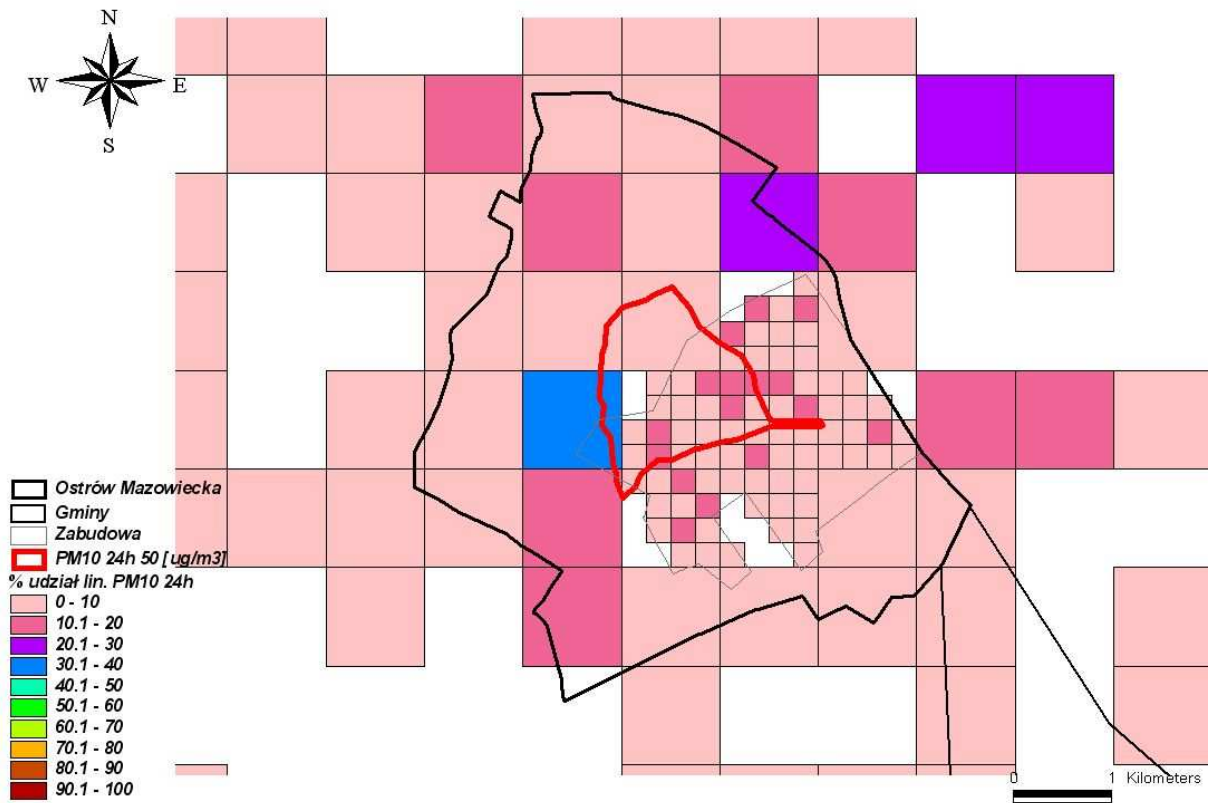 N
W E
S
Ostrów Mazowiecka
Gminy
Zabudowa
PM10 24h 50 [ug/m3]
% udział lin. PM10 24h
0 - 10
10.1 - 20
20.1 - 30
30.1 - 40
40.1 - 50
50.1 - 60
60.1 - 70
70.1 - 80
80.1 - 90
90.1 - 100
0 1 Kilometers